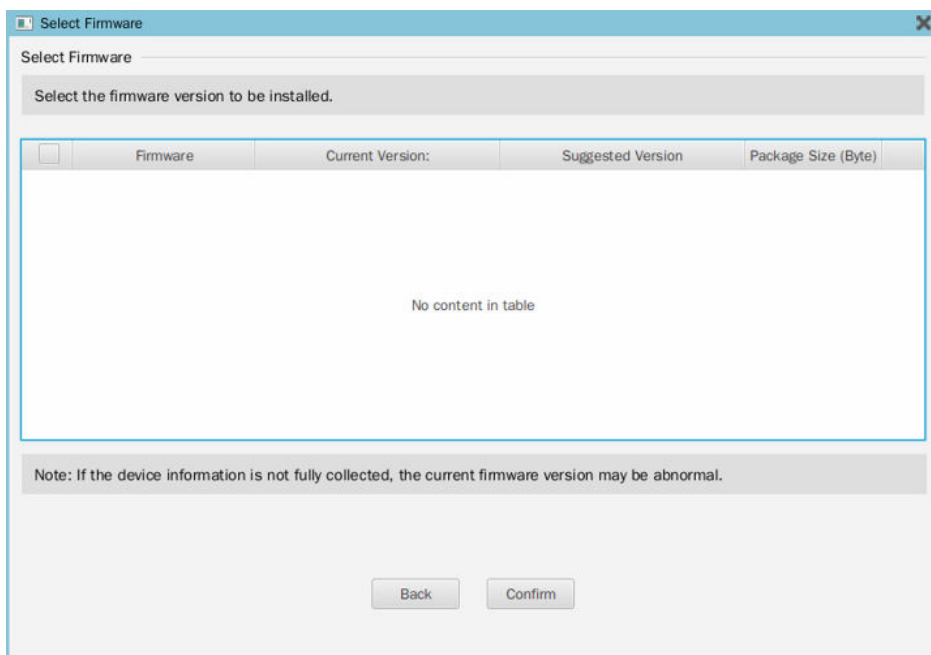 Select Firmware
Select Firmware
Select the firmware version to be installed.
Firmware Current Version: Suggested Version Package Size (Byte)
No content in table
Note: If the device information is not fully collected, the current firmware version may be abnormal.
Back Confirm